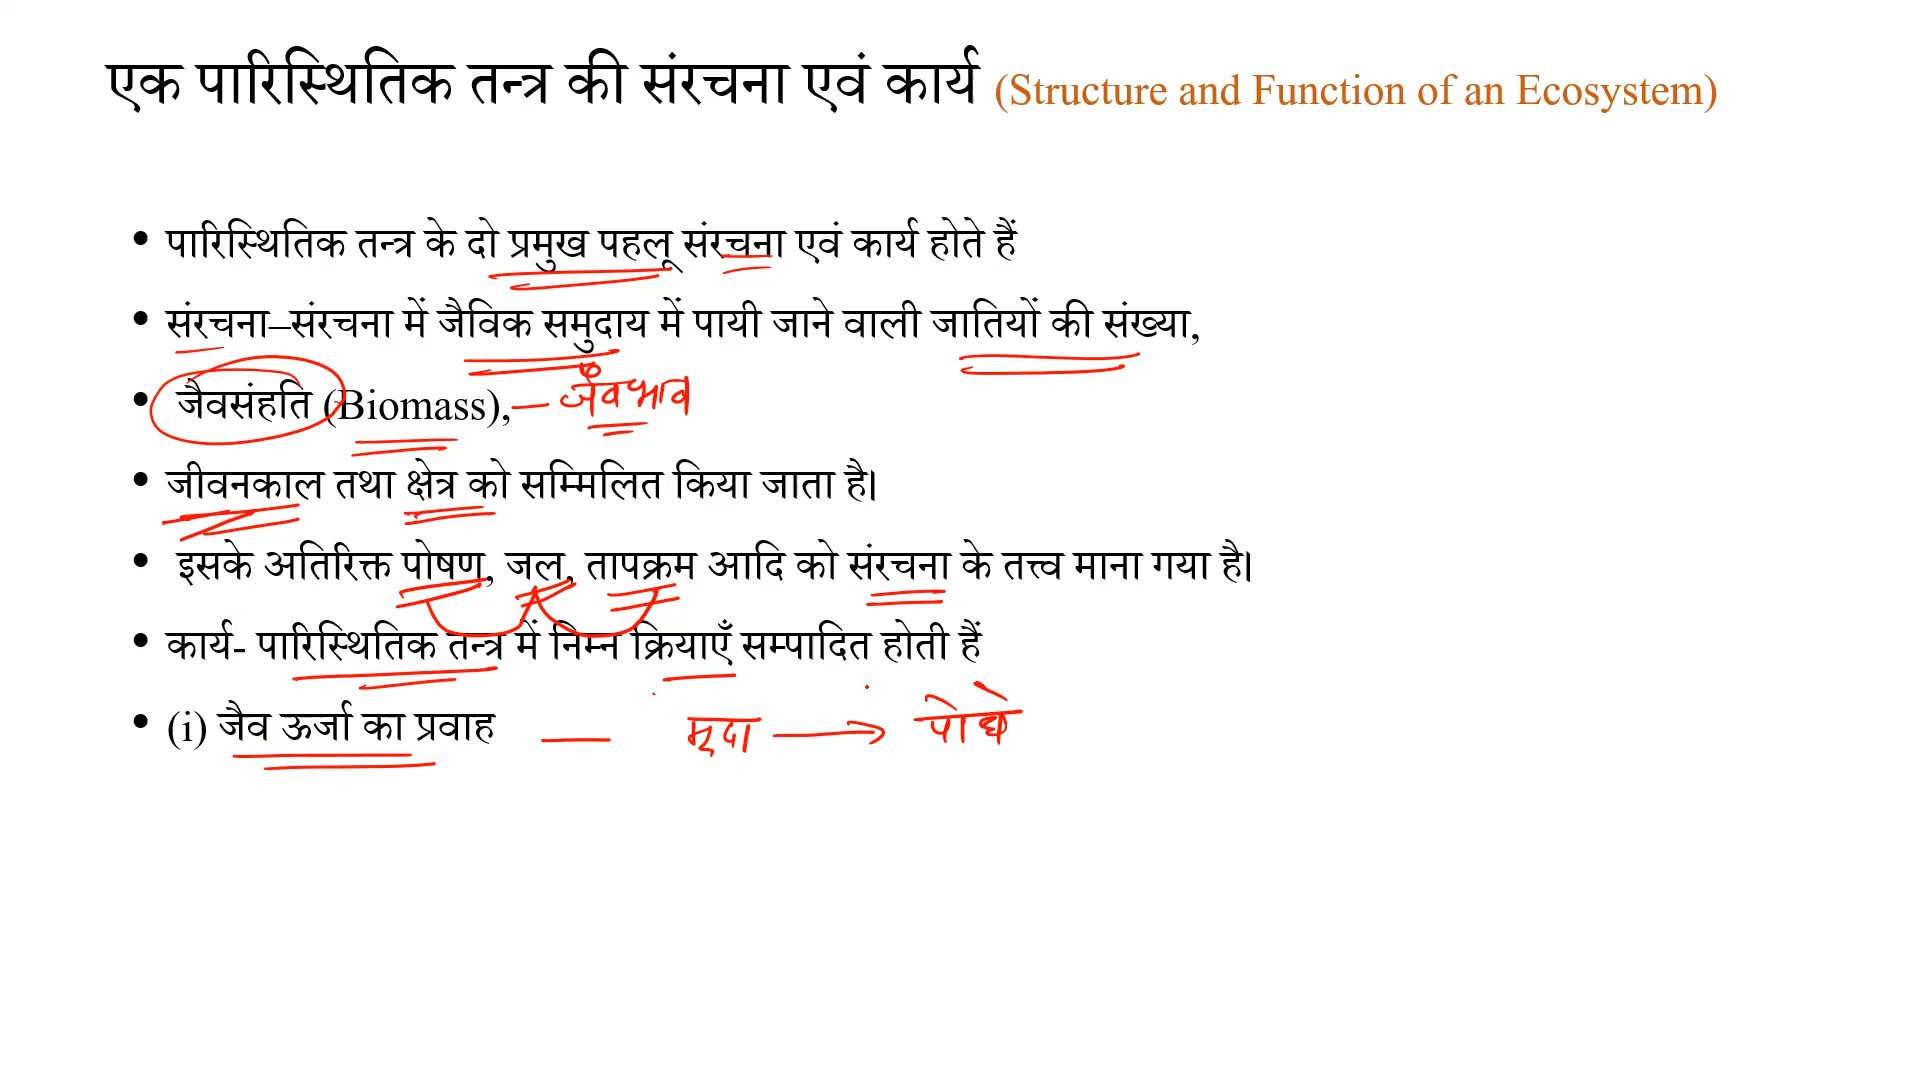 एक पारिस्थितिक तन्त्र की संरचना एवं कार्य (Structure and Function of an Ecosystem)
• पारिस्थितिक तन्त्र के दो प्रमुख पहलू संरचना एवं कार्य होते हैं
• संरचना–संरचना में जैविक समुदाय में पायी जाने वाली जातियों की संख्या,
• जैवसंहति (Biomass), – जैवभाव
• जीवनकाल तथा क्षेत्र को सम्मिलित किया जाता है।
• इसके अतिरिक्त पोषण, जल, तापक्रम आदि को संरचना के तत्त्व माना गया है।
• कार्य- पारिस्थितिक तन्त्र में निम्न क्रियाएँ सम्पादित होती हैं
• (i) जैव ऊर्जा का प्रवाह — मृदा → पोधे